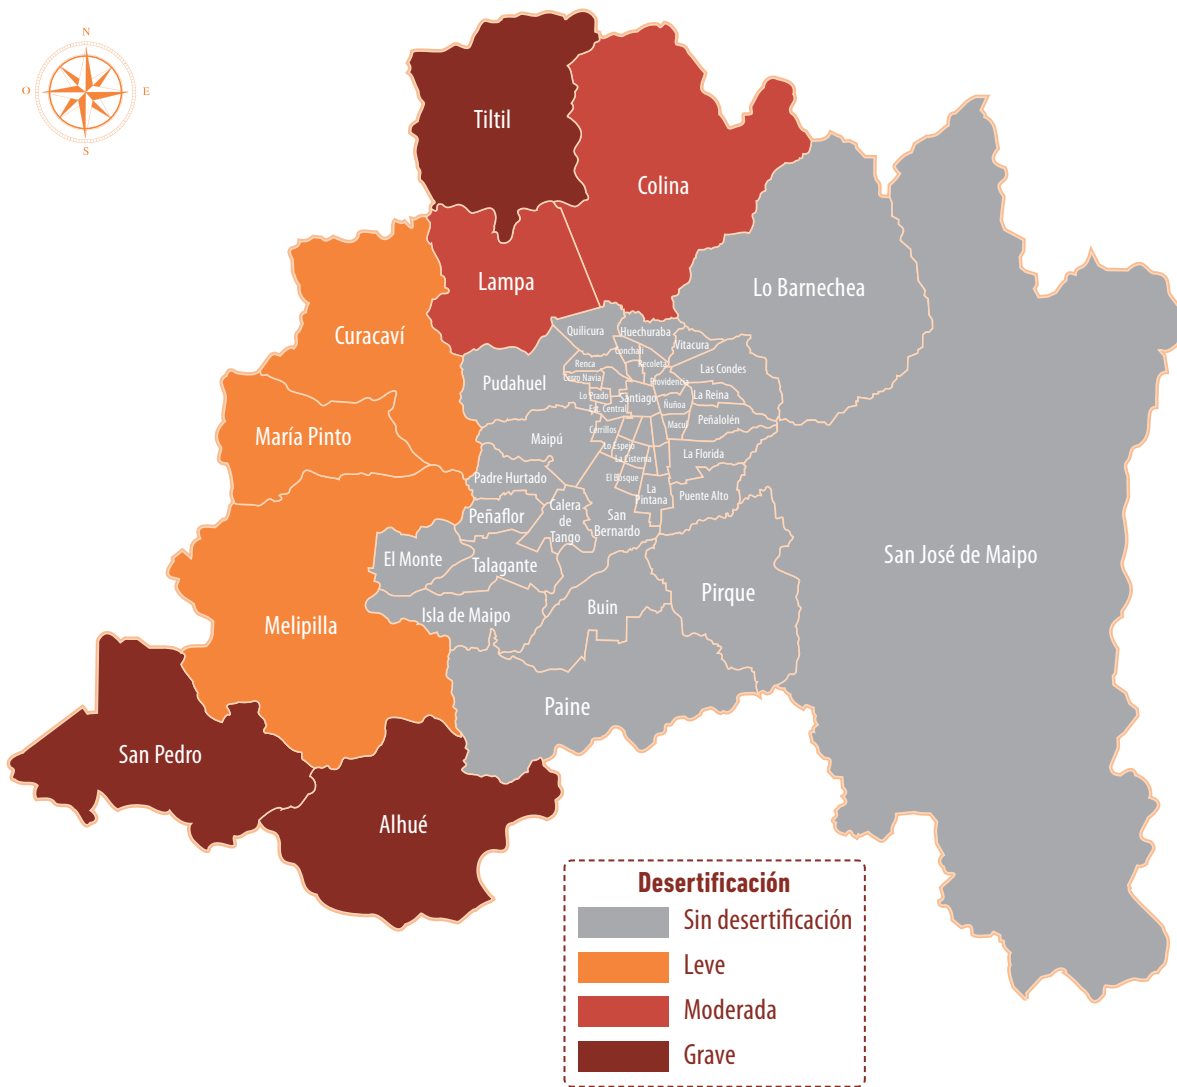 N
O
E
S
Tiltil
Colina
Lampa
Lo Barnechea
Curacaví
Quilicura
Huechuraba
Vitacura
Conchalí
Recoleta
Renca
Las Condes
Pudahuel
Cerro Navia
Providencia
Lo Prado
Santiago
La Reina
Est. Central
Ñuñoa
Peñalolén
Macul
Cerrillos
María Pinto
Maipú
Lo Espejo
La Cisterna
La Florida
Padre Hurtado
El Bosque
La
Pintana
Puente Alto
Peñaflor
Calera
de
Tango
San
Bernardo
El Monte
Talagante
San José de Maipo
Pirque
Isla de Maipo
Buin
Melipilla
Paine
San Pedro
Alhué
Desertificación
Sin desertificación
Leve
Moderada
Grave